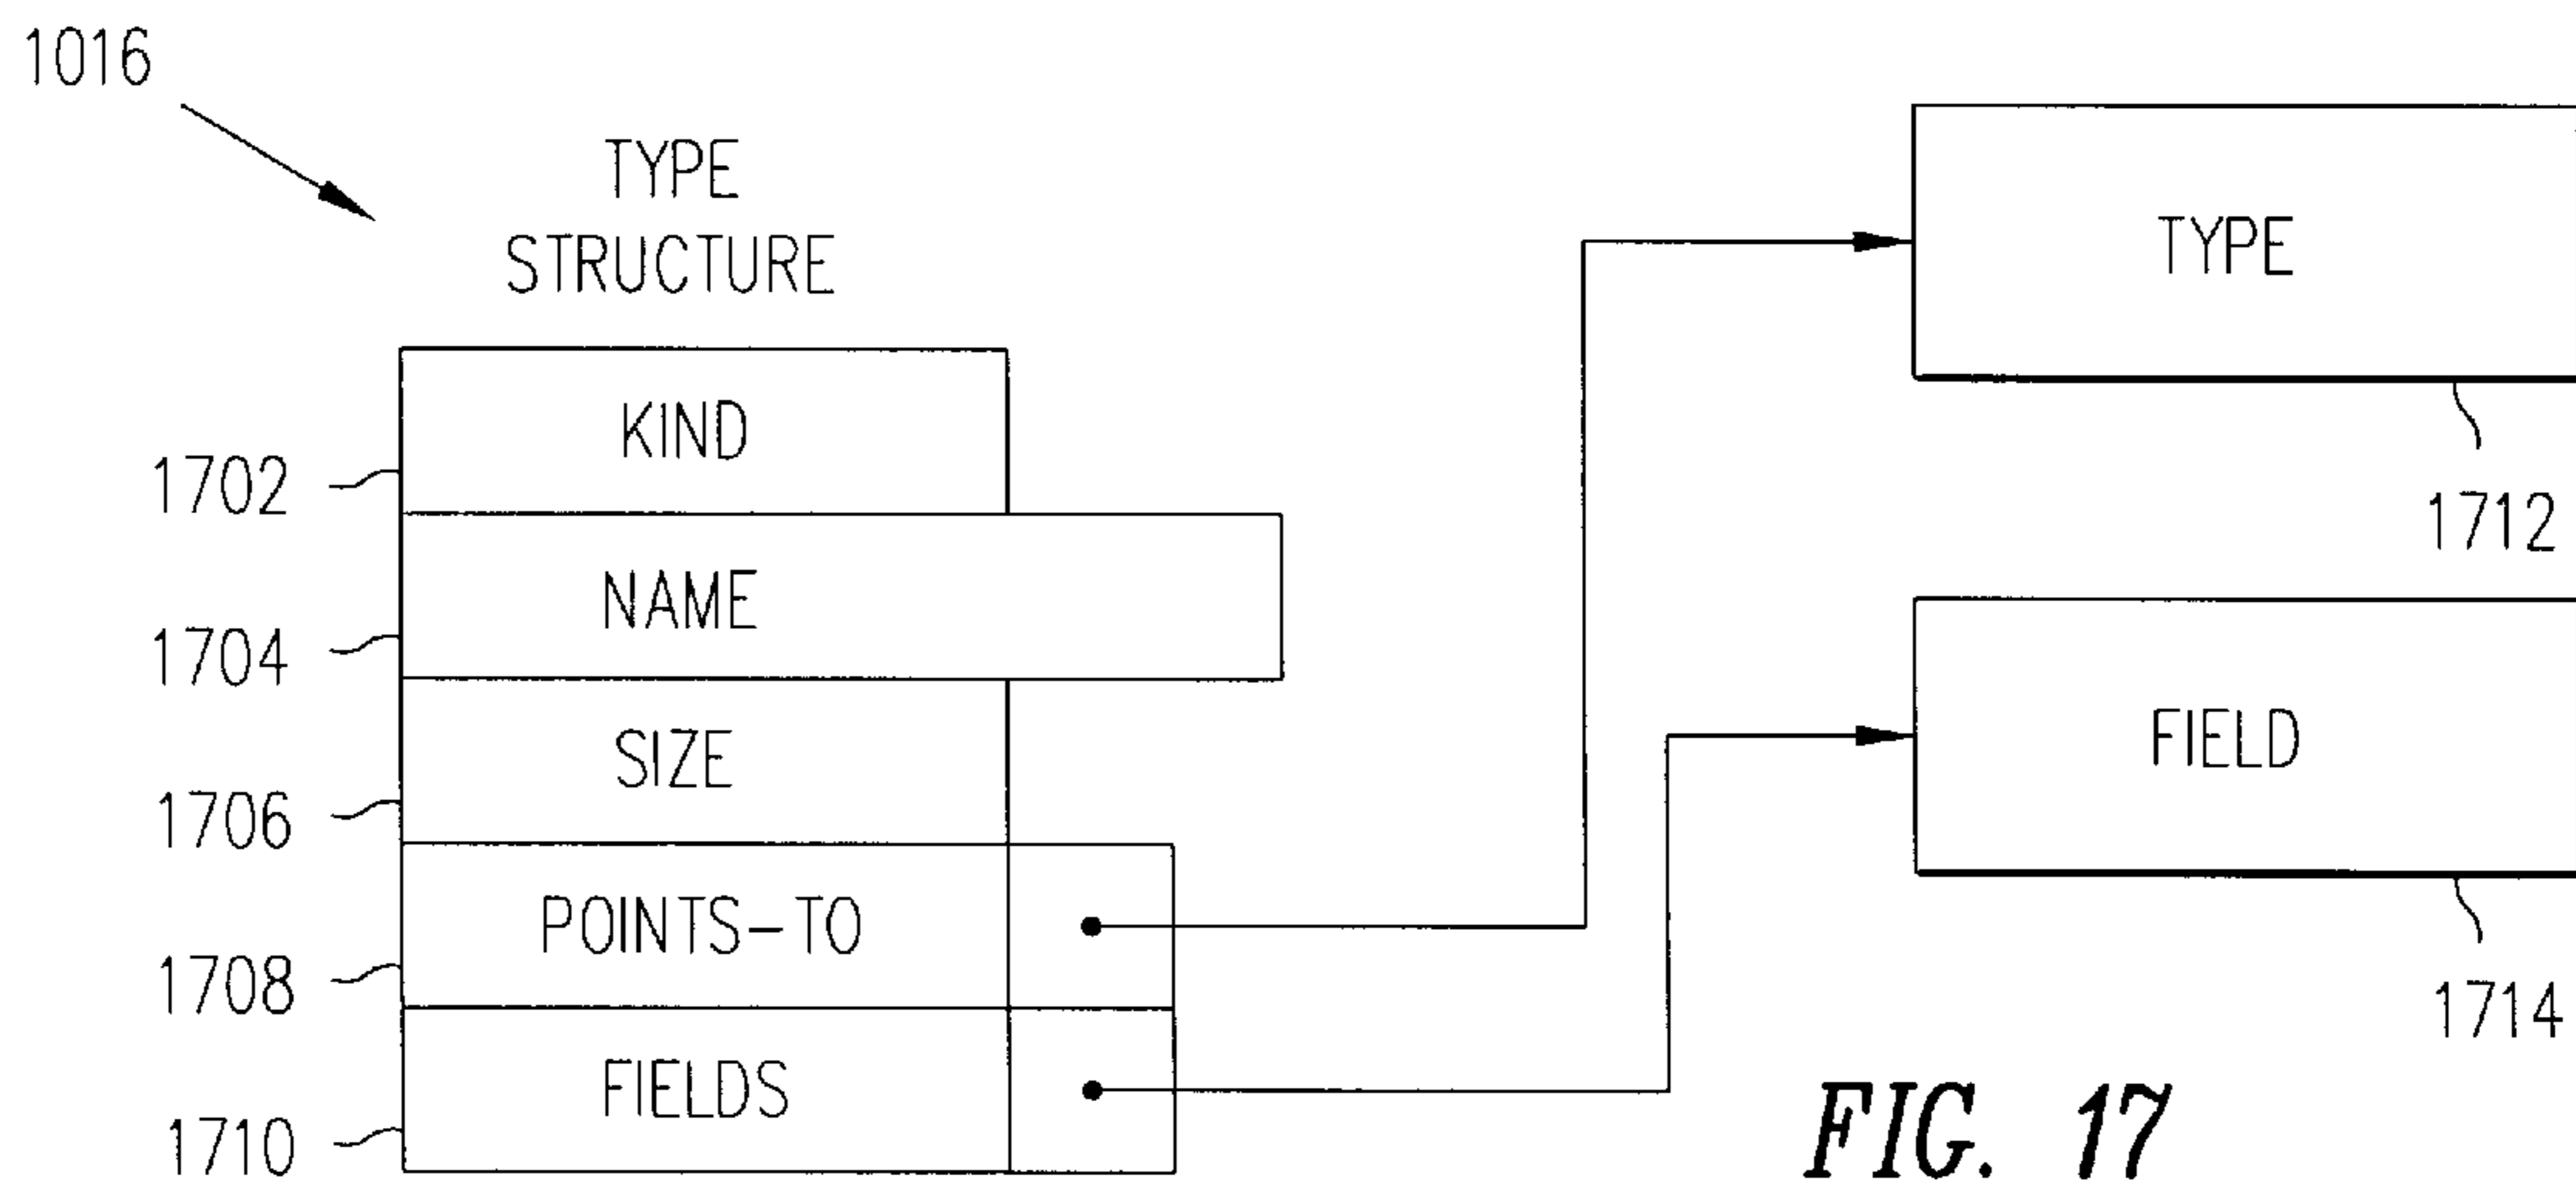 1016
TYPE
STRUCTURE
KIND
1702
NAME
1704
SIZE
1706
POINTS-TO
1708
FIELDS
1710
TYPE
1712
FIELD
1714
FIG. 17